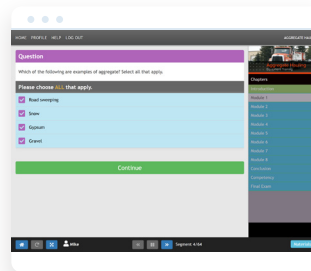 HOME PROFILE HELP LOG OUT
AGGREGATE HAU
Question
Which of the following are examples of aggregate? Select all that apply.
Please choose ALL that apply.
Road sweeping
Snow
Gypsum
Gravel
Continue
Aggregate Hauling
Chapters
Introduction
Module 1
Module 2
Module 3
Module 4
Module 5
Module 6
Module 7
Module 8
Conclusion
Competency
Final Exam
Mike
Segment: 4/64